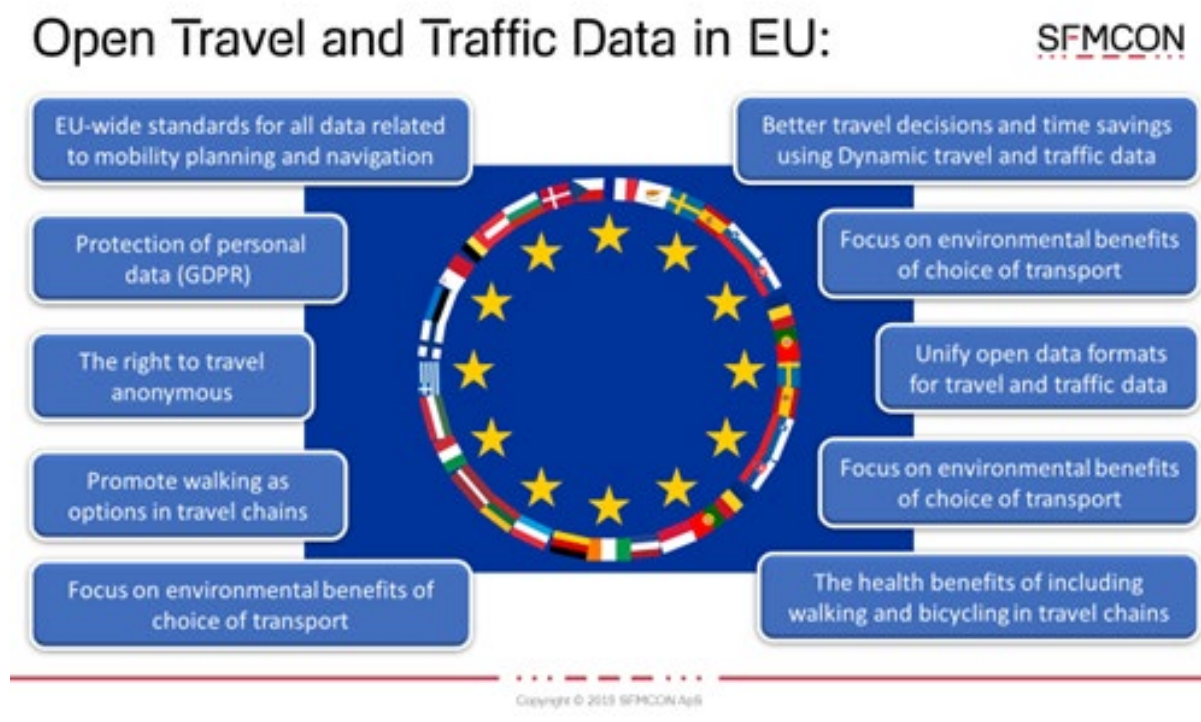 Open Travel and Traffic Data in EU:
SFMCON
EU-wide standards for all data related
to mobility planning and navigation
Protection of personal
data (GDPR)
The right to travel
anonymous
Promote walking as
options in travel chains
Focus on environmental benefits of
choice of transport
Better travel decisions and time savings
using Dynamic travel and traffic data
Focus on environmental benefits
of choice of transport
Unify open data formats
for travel and traffic data
Focus on environmental benefits
of choice of transport
The health benefits of including
walking and bicycling in travel chains
Copyright © 2019 SFMCON ApS